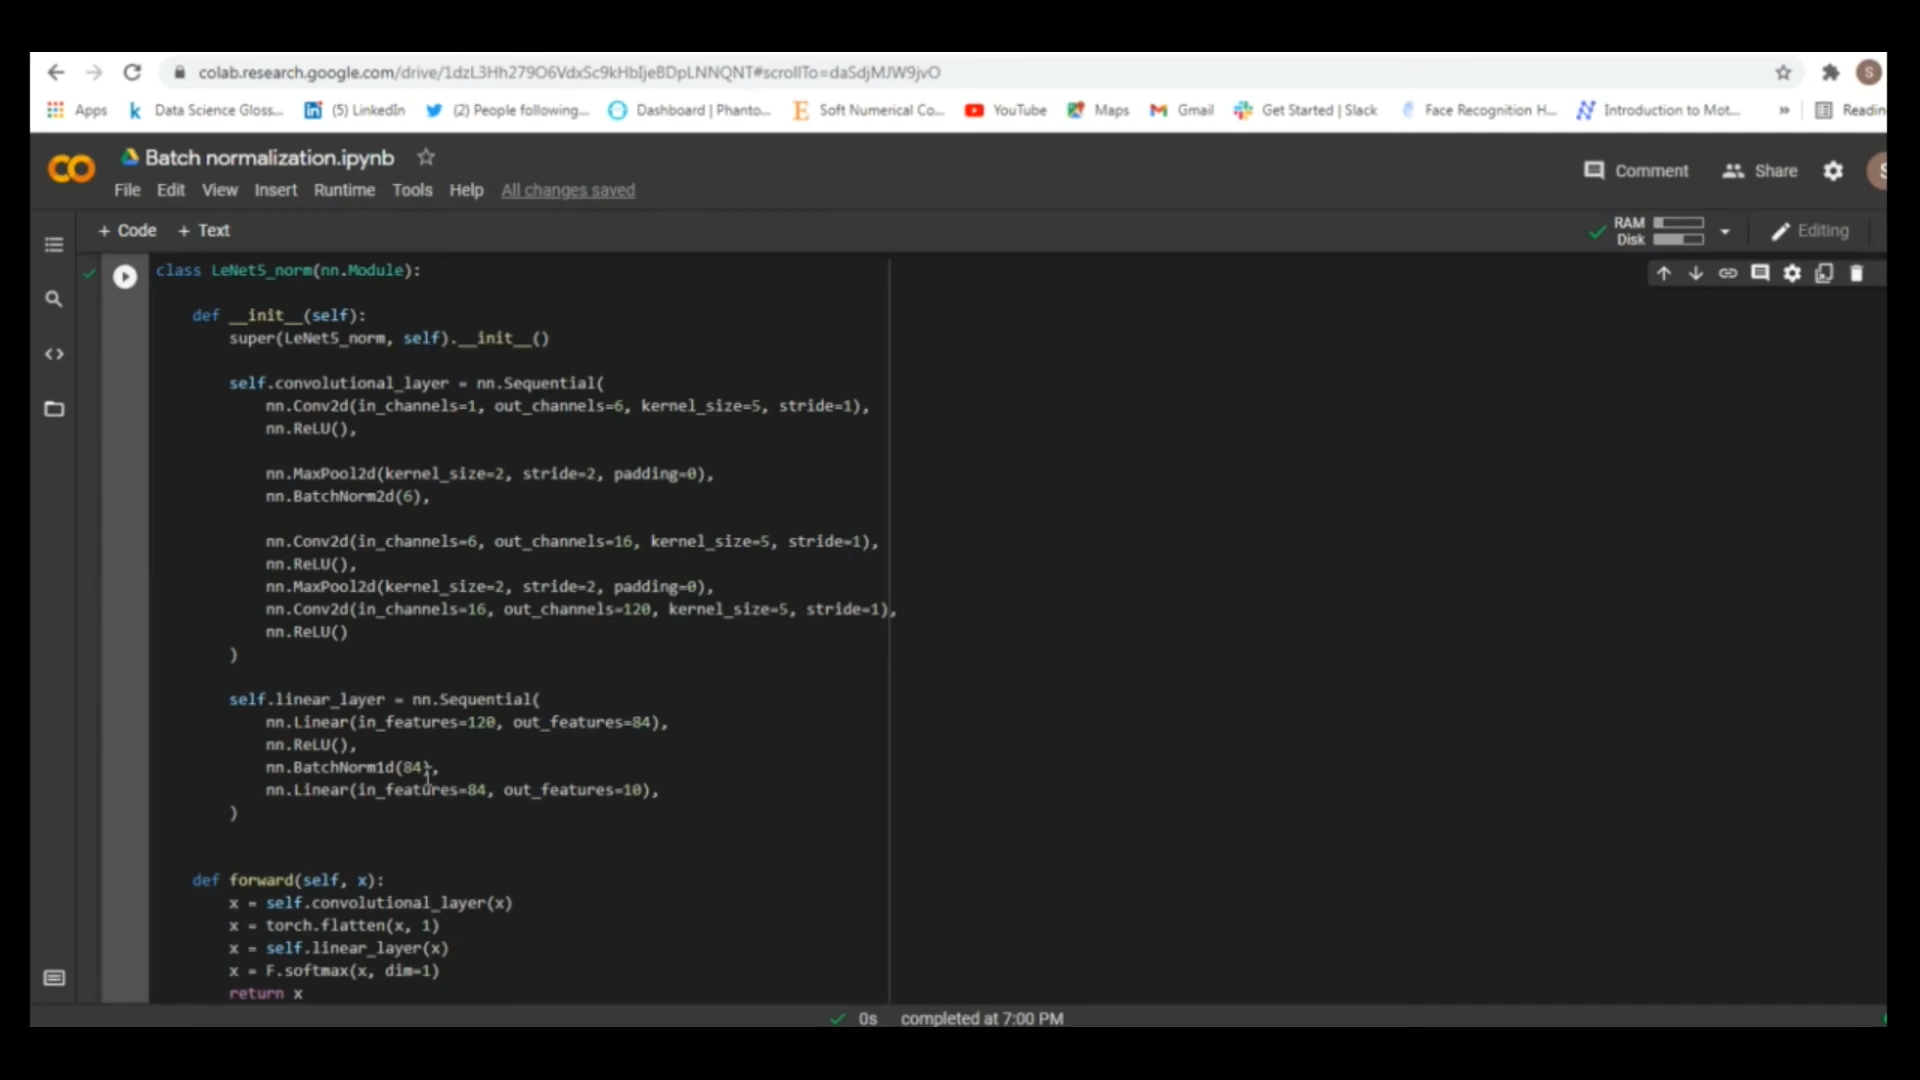 colab.research.google.com/drive/1dzL3Hh279O6VdxSc9kHbIjeBDpLNNQNT#scrollTo=daSdjMJW9jvO
S
Apps Data Science Gloss... (5) LinkedIn (2) People following... Dashboard | Phanto... Soft Numerical Co... YouTube Maps Gmail Get Started | Slack Face Recognition H... Introduction to Mot... » Readin
Batch normalization.ipynb
Comment Share
File Edit View Insert Runtime Tools Help All changes saved
+ Code + Text
RAM
Disk
Editing
class LeNet5_norm(nn.Module):
def __init__(self):
super(LeNet5_norm, self).__init__()
self.convolutional_layer = nn.Sequential(
nn.Conv2d(in_channels=1, out_channels=6, kernel_size=5, stride=1),
nn.ReLU(),
nn.MaxPool2d(kernel_size=2, stride=2, padding=0),
nn.BatchNorm2d(6),
nn.Conv2d(in_channels=6, out_channels=16, kernel_size=5, stride=1),
nn.ReLU(),
nn.MaxPool2d(kernel_size=2, stride=2, padding=0),
nn.Conv2d(in_channels=16, out_channels=120, kernel_size=5, stride=1),
nn.ReLU()
)
self.linear_layer = nn.Sequential(
nn.Linear(in_features=120, out_features=84),
nn.ReLU(),
nn.BatchNorm1d(84),
nn.Linear(in_features=84, out_features=10),
)
def forward(self, x):
x = self.convolutional_layer(x)
x = torch.flatten(x, 1)
x = self.linear_layer(x)
x = F.softmax(x, dim=1)
return x
0s completed at 7:00 PM